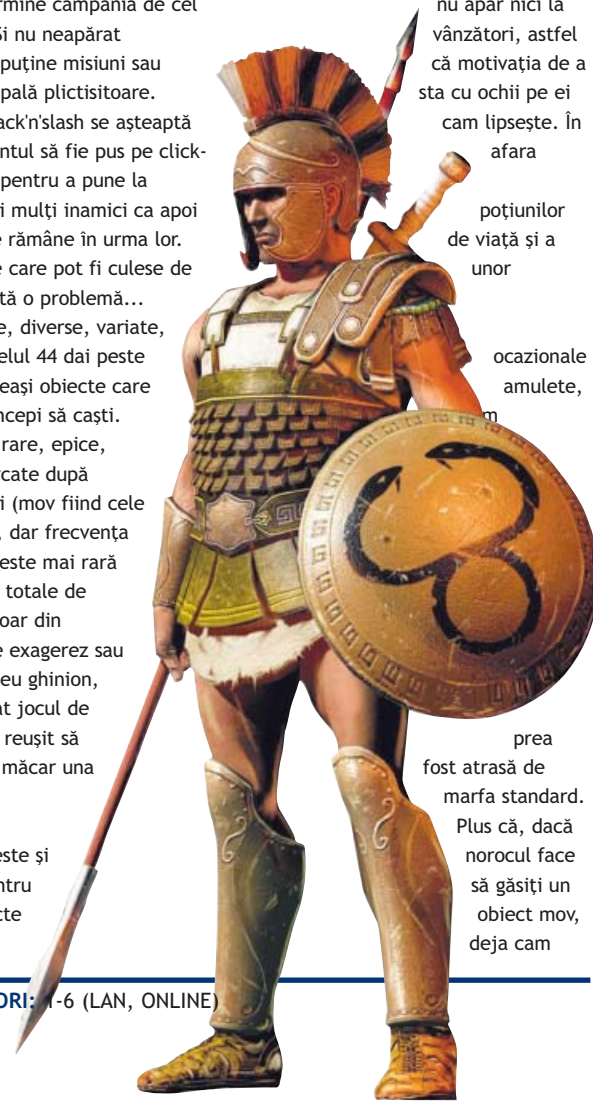 rmine campania de cel
Și nu neapărat
puține misiuni sau
pală plictisitoare.
ack'n'slash se așteaptă
ntul să fie pus pe click-
pentru a pune la
i mulți inamici ca apoi
e rămâne în urma lor.
e care pot fi culese de
tă o problemă...
e, diverse, variate,
elul 44 dai peste
eași obiecte care
ncepi să caști.
rare, epice,
rcate după
i (mov fiind cele
, dar frecvența
este mai rară
totale de
oar din
e exagerez sau
eu ghinion,
at jocul de
reușit să
măcar una
este și
ntru
cte
nu apar nici la
vânzători, astfel
că motivația de a
sta cu ochii pe ei
cam lipsește. În
afara
poțiunilor
de viață și a
unor
ocazionale
amulete,
m
prea
fost atrasă de
marfa standard.
Plus că, dacă
norocul face
să găsiți un
obiect mov,
deja cam
ORI: 1-6 (LAN, ONLINE)